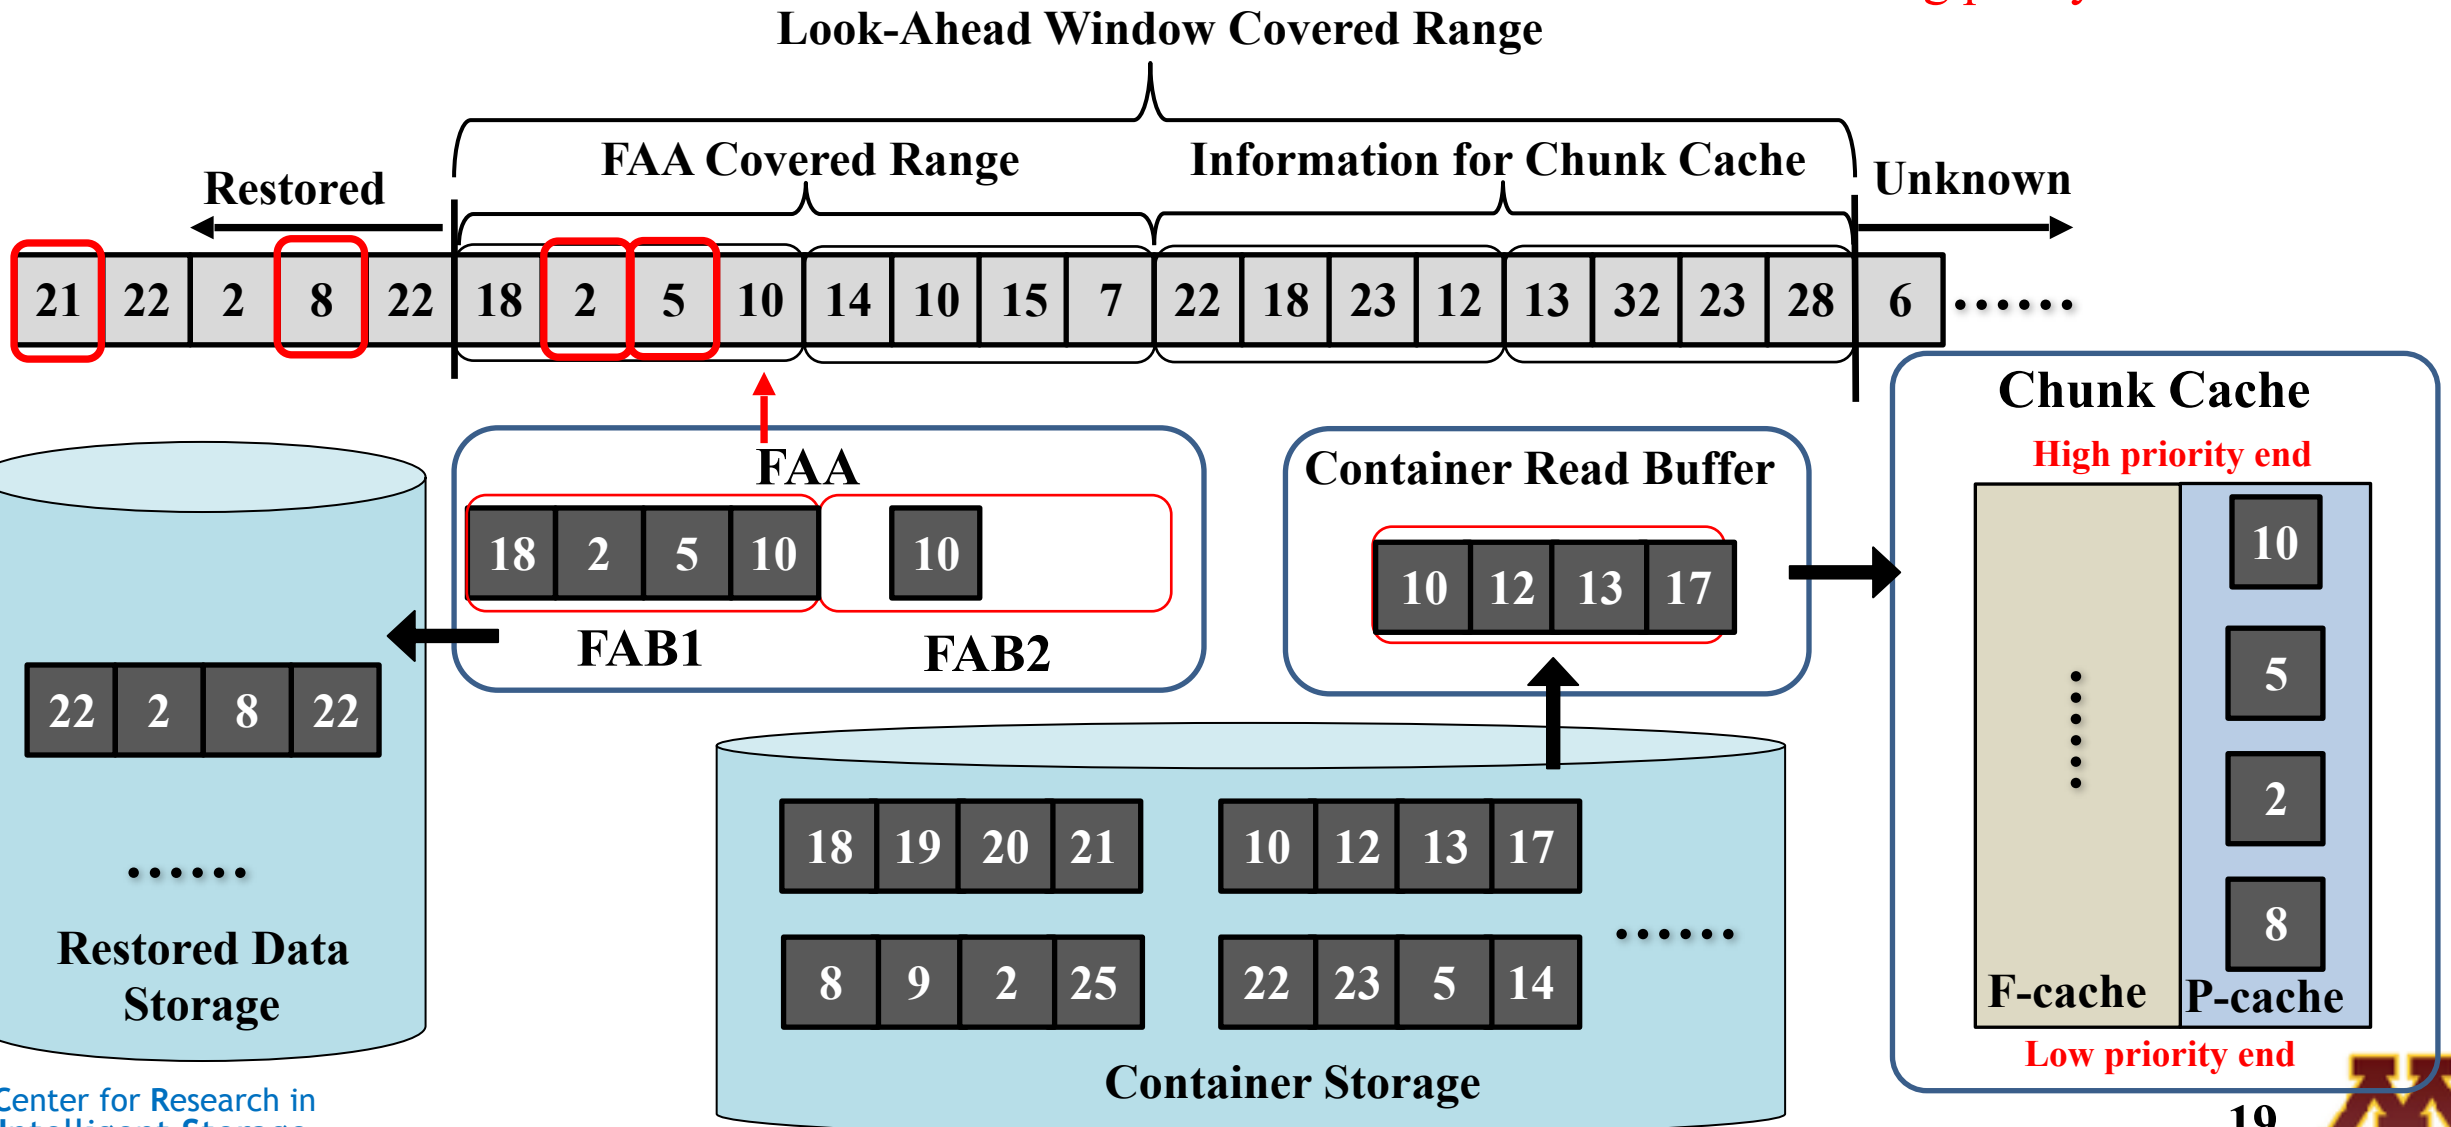 Look-Ahead Window Covered Range
FAA Covered Range
Information for Chunk Cache
Restored
Unknown
21 22 2 8 22 18 2 5 10 14 10 15 7 22 18 23 12 13 32 23 28 6 ......
FAA
18 2 5 10 10
FAB1 FAB2
Container Read Buffer
10 12 13 17
Chunk Cache
High priority end
10
5
2
8
F-cache P-cache
Low priority end
22 2 8 22
......
Restored Data
Storage
18 19 20 21 10 12 13 17
8 9 2 25 22 23 5 14
......
Container Storage
Center for Research in
19